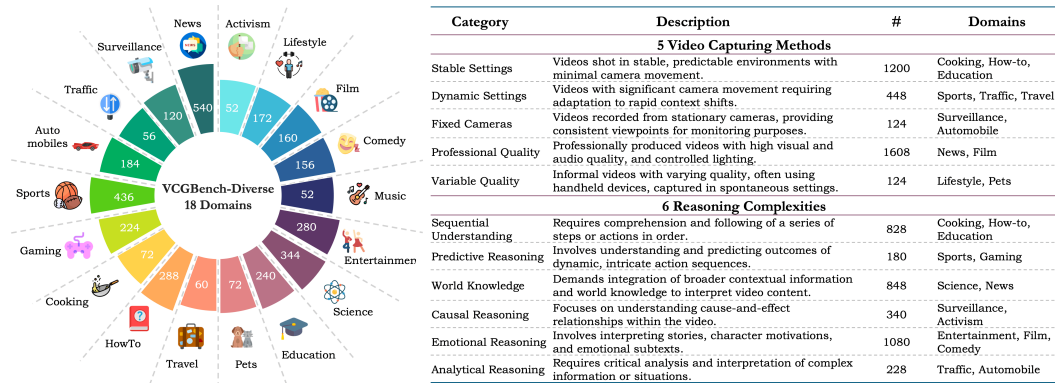 News
Activism
Lifestyle
Film
Comedy
Music
Entertainmen
Science
Education
Pets
Travel
HowTo
Cooking
Gaming
Sports
Auto
mobiles
Traffic
Surveillance
540
52
172
160
156
52
280
344
240
72
60
288
72
224
436
184
56
120
VCGBench-Diverse
18 Domains
Category Description # Domains
5 Video Capturing Methods
Stable Settings Videos shot in stable, predictable environments with minimal camera movement. 1200 Cooking, How-to, Education
Dynamic Settings Videos with significant camera movement requiring adaptation to rapid context shifts. 448 Sports, Traffic, Travel
Fixed Cameras Videos recorded from stationary cameras, providing consistent viewpoints for monitoring purposes. 124 Surveillance, Automobile
Professional Quality Professionally produced videos with high visual and audio quality, and controlled lighting. 1608 News, Film
Variable Quality Informal videos with varying quality, often using handheld devices, captured in spontaneous settings. 124 Lifestyle, Pets
6 Reasoning Complexities
Sequential Understanding Requires comprehension and following of a series of steps or actions in order. 828 Cooking, How-to, Education
Predictive Reasoning Involves understanding and predicting outcomes of dynamic, intricate action sequences. 180 Sports, Gaming
World Knowledge Demands integration of broader contextual information and world knowledge to interpret video content. 848 Science, News
Causal Reasoning Focuses on understanding cause-and-effect relationships within the video. 340 Surveillance, Activism
Emotional Reasoning Involves interpreting stories, character motivations, and emotional subtexts. 1080 Entertainment, Film, Comedy
Analytical Reasoning Requires critical analysis and interpretation of complex information or situations. 228 Traffic, Automobile